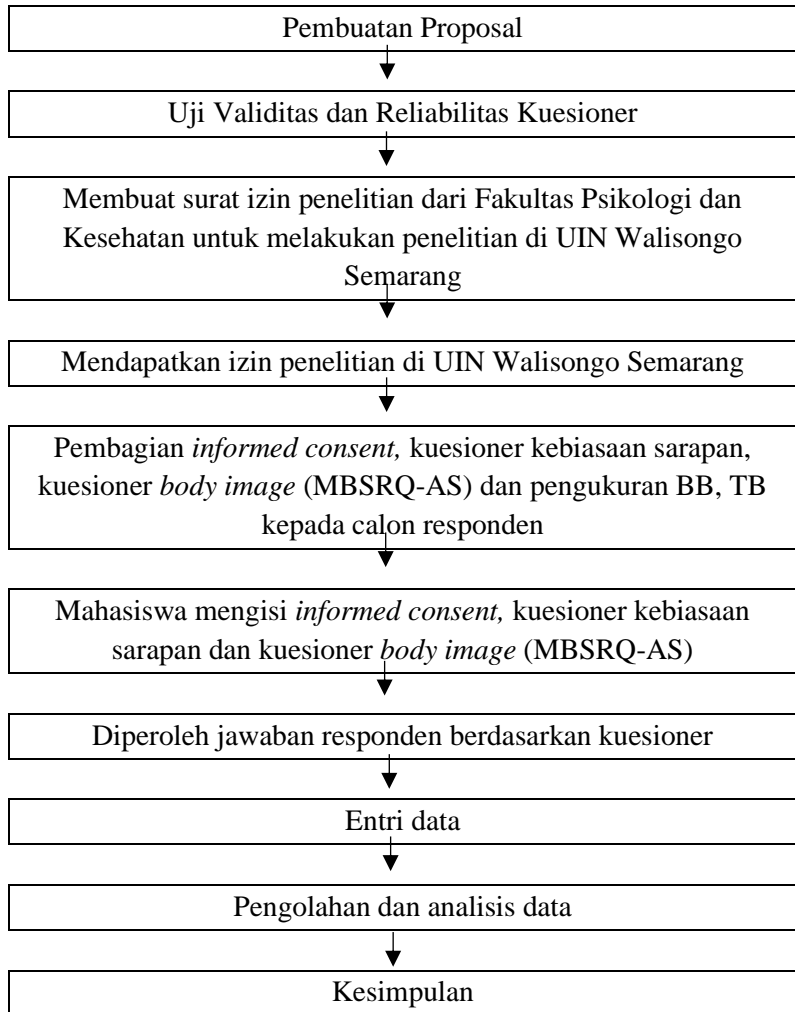 Pembuatan Proposal
Uji Validitas dan Reliabilitas Kuesioner
Membuat surat izin penelitian dari Fakultas Psikologi dan
Kesehatan untuk melakukan penelitian di UIN Walisongo
Semarang
Mendapatkan izin penelitian di UIN Walisongo Semarang
Pembagian informed consent, kuesioner kebiasaan sarapan,
kuesioner body image (MBSRQ-AS) dan pengukuran BB, TB
kepada calon responden
Mahasiswa mengisi informed consent, kuesioner kebiasaan
sarapan dan kuesioner body image (MBSRQ-AS)
Diperoleh jawaban responden berdasarkan kuesioner
Entri data
Pengolahan dan analisis data
Kesimpulan